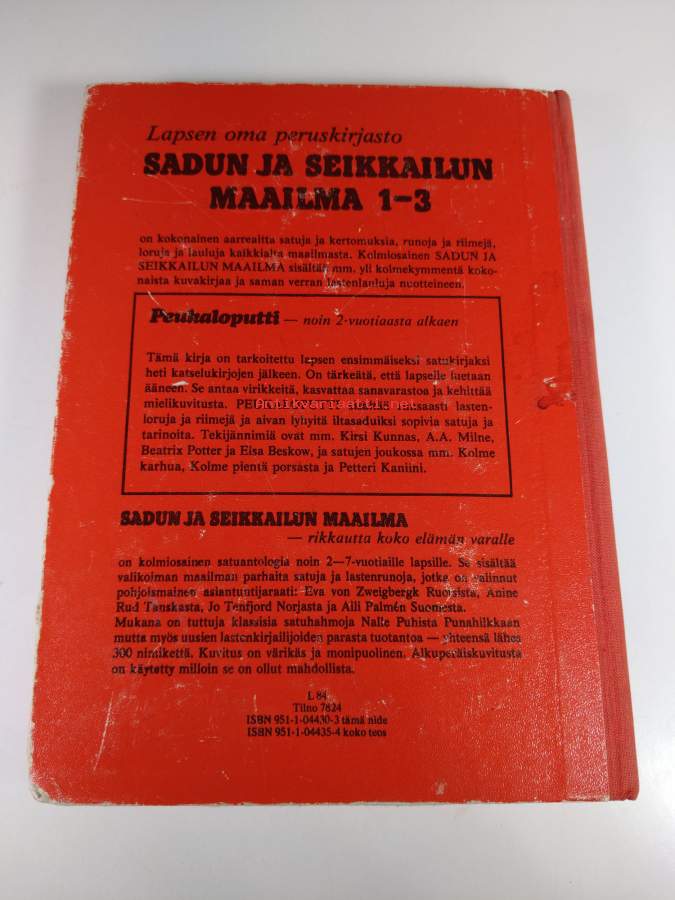 Lapsen oma peruskirjasto
SADUN JA SEIKKAILUN
MAAILMA 1-3
on kokonainen aarreaitta satuja ja kertomuksia, runoja ja riimejä,
loruja ja lauluja kaikkialta maailmasta. Kolmiosainen SADUN JA
SEIKKAILUN MAAILMA sisältää mm. yli kolmekymmentä koko-
naista kuvakirjaa ja saman verran lastenlauluja nuotteineen.
Peukaloputti — noin 2-vuotiaasta alkaen
Tämä kirja on tarkoitettu lapsen ensimmäiseksi satukirjaksi
heti katselukirjojen jälkeen. On tärkeätä, että lapselle luetaan
ääneen. Se antaa virikkeitä, kasvattaa sanavarastoa ja kehittää
mielikuvitusta. sisältää runsaasti lasten-
Antikvariaatti.net
loruja ja riimejä ja aivan lyhyitä iltasaduiksi sopivia satuja ja
tarinoita. Tekijännimiä ovat mm. Kirsi Kunnas, A.A. Milne,
Beatrix Potter ja Elsa Beskow, ja satujen joukossa mm. Kolme
karhua, Kolme pientä porsasta ja Petteri Kaniini.
SADUN JA SEIKKAILUN MAAILMA
— rikkautta koko elämän varalle
on kolmiosainen satuantologia noin 2—7-vuotiaille lapsille. Se sisältää
valikoiman maailman parhaita satuja ja lastenrunoja, jotka on valinnut
pohjoismainen asiantuntijaraati: Eva von Zweigbergk Ruotsista, Anine
Rud Tanskasta, Jo Tenfjord Norjasta ja Aili Palmén Suomesta.
Mukana on tuttuja klassisia satuhahmoja Nalle Puhista Punahilkkaan
mutta myös uusien lastenkirjailijoiden parasta tuotantoa — yhteensä lähes
300 nimikettä. Kuvitus on värikäs ja monipuolinen. Alkuperäiskuvitusta
on käytetty milloin se on ollut mahdollista.
L 84
Tilno 7824
ISBN 951-1-04430-3 tämä nide
ISBN 951-1-04435-4 koko teos